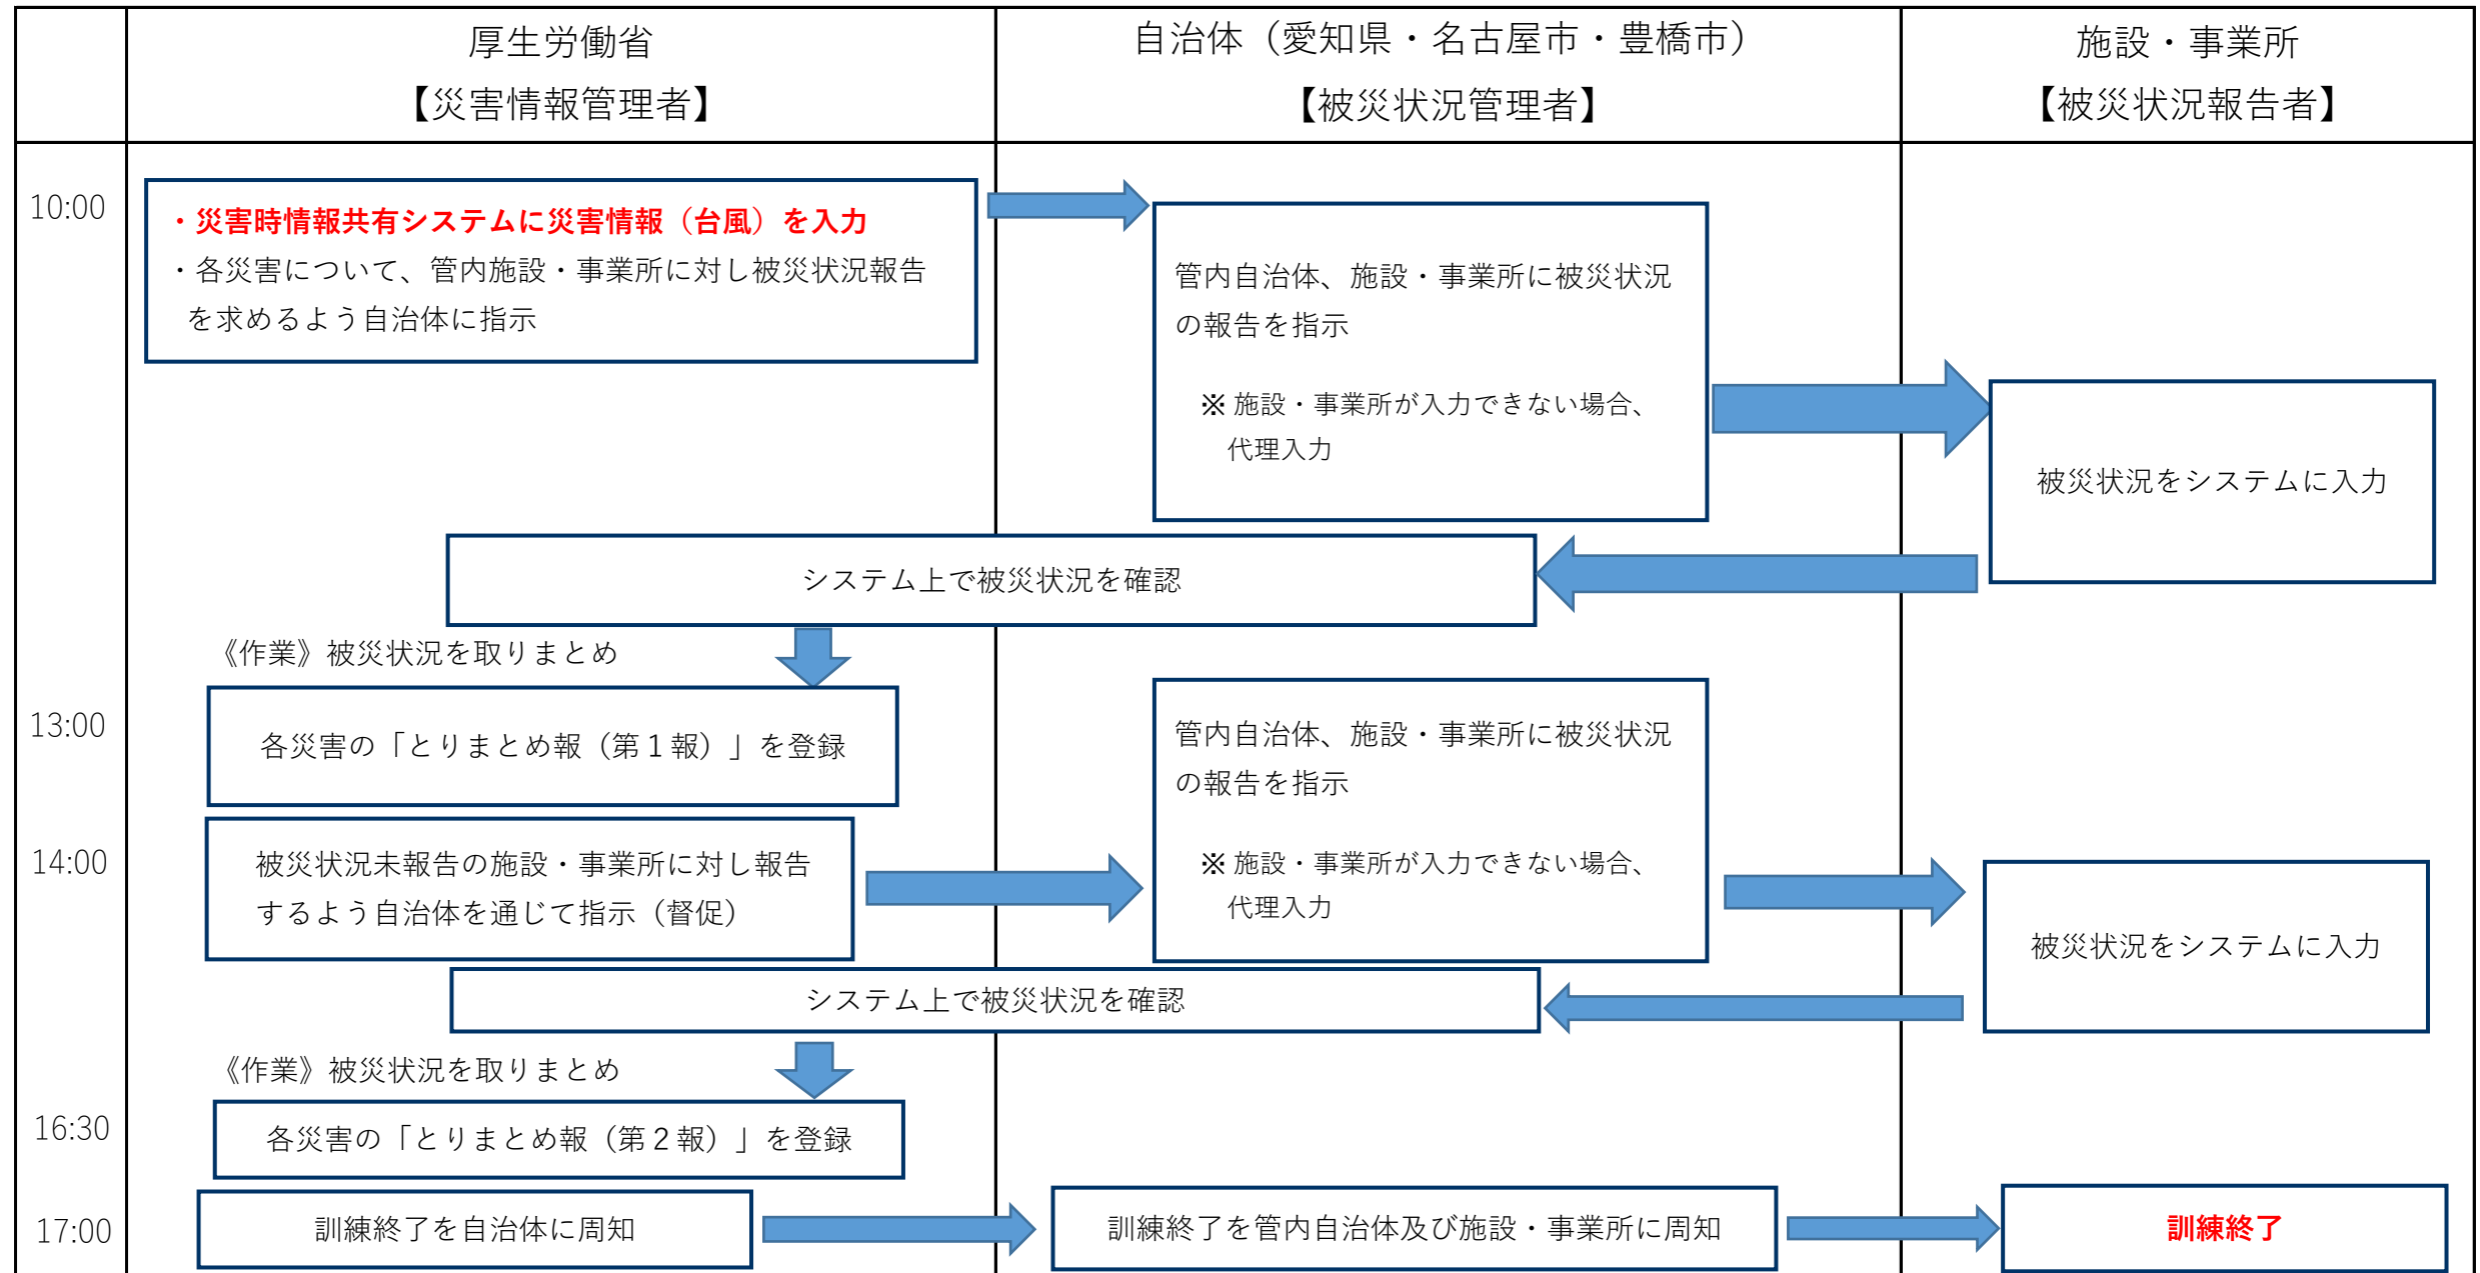 厚生労働省
【災害情報管理者】
自治体（愛知県・名古屋市・豊橋市）
【被災状況管理者】
施設・事業所
【被災状況報告者】
10:00
・災害時情報共有システムに災害情報（台風）を入力
・各災害について、管内施設・事業所に対し被災状況報告
を求めるよう自治体に指示
管内自治体、施設・事業所に被災状況
の報告を指示
※ 施設・事業所が入力できない場合、
代理入力
被災状況をシステムに入力
システム上で被災状況を確認
《作業》被災状況を取りまとめ
13:00
各災害の「とりまとめ報（第１報）」を登録
管内自治体、施設・事業所に被災状況
の報告を指示
※ 施設・事業所が入力できない場合、
代理入力
14:00
被災状況未報告の施設・事業所に対し報告
するよう自治体を通じて指示（督促）
被災状況をシステムに入力
システム上で被災状況を確認
《作業》被災状況を取りまとめ
16:30
各災害の「とりまとめ報（第２報）」を登録
17:00
訓練終了を自治体に周知
訓練終了を管内自治体及び施設・事業所に周知
訓練終了